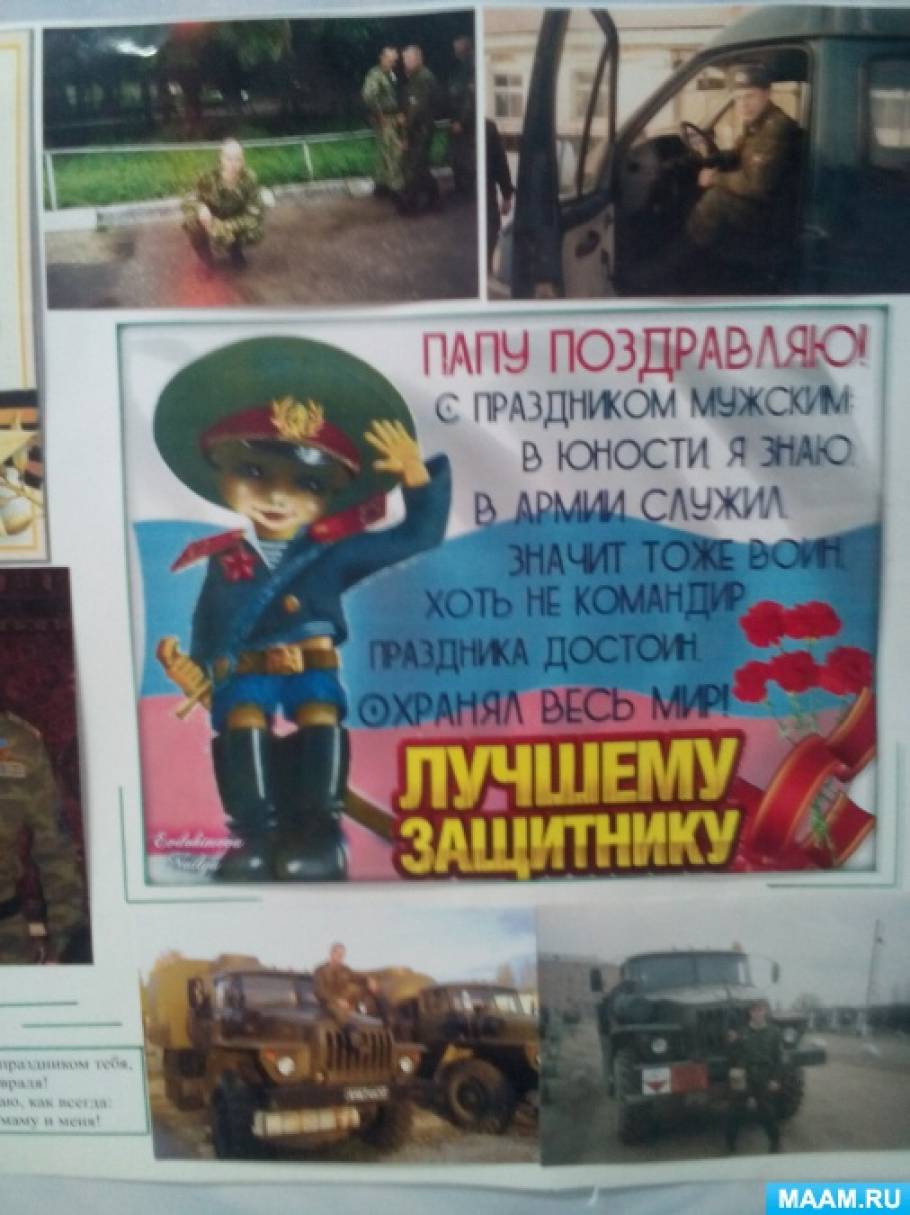 ПАПУ ПОЗДРАВЛЯЮ!
С ПРАЗДНИКОМ МУЖСКИМ:
В ЮНОСТИ, Я ЗНАЮ,
В АРМИИ СЛУЖИЛ.
ЗНАЧИТ ТОЖЕ ВОИН,
ХОТЬ НЕ КОМАНДИР.
ПРАЗДНИКА ДОСТОИН.
ОХРАНЯЛ ВЕСЬ МИР!
ЛУЧШЕМУ
ЗАЩИТНИКУ
Evdokimova
праздником тебя,
враля!
аю, как всегда:
маму и меня!
MAAM.RU